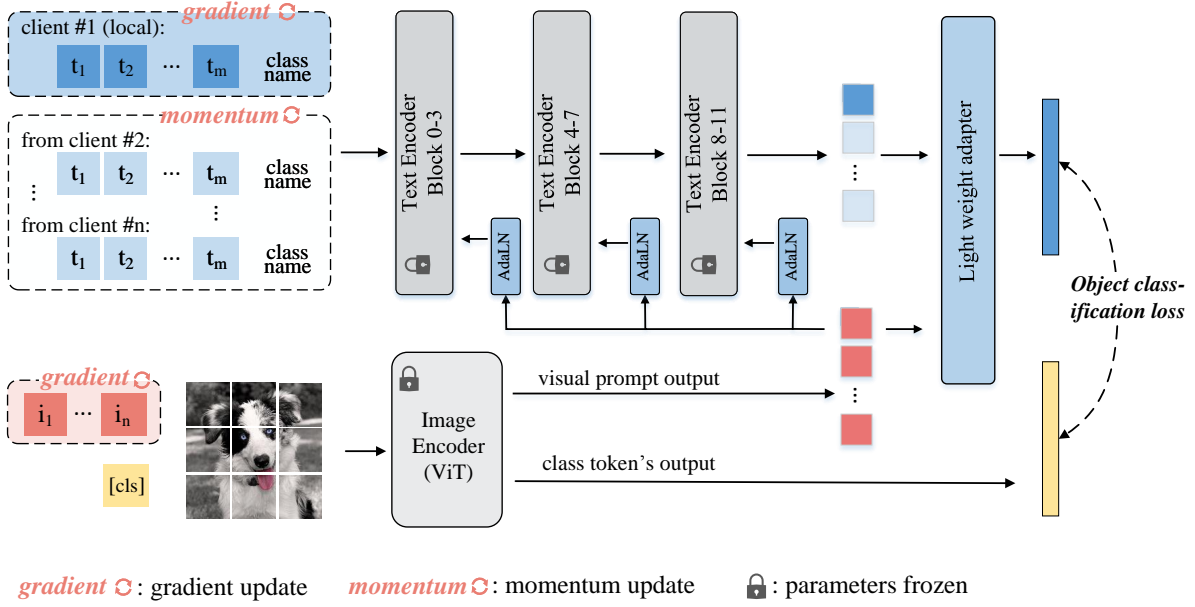 gradient
client #1 (local):
t1 t2 ... tm class
name
momentum
from client #2:
t1 t2 ... tm class
name
from client #n:
t1 t2 ... tm class
name
Text Encoder
Block 0-3
Text Encoder
Block 4-7
Text Encoder
Block 8-11
AdaLN
AdaLN
AdaLN
Light weight adapter
Object class-
ification loss
gradient
i1 ... in
[cls]
Image
Encoder
(ViT)
visual prompt output
class token's output
gradient : gradient update momentum : momentum update : parameters frozen